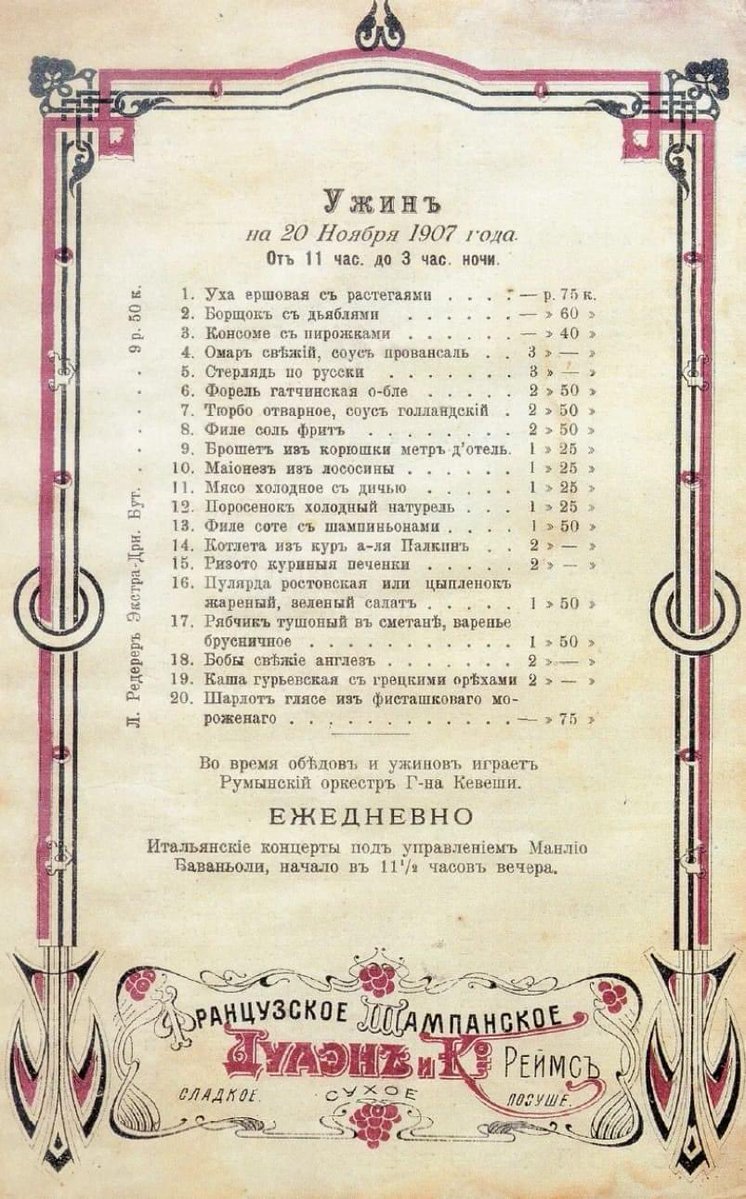 Ужинъ
на 20 Ноября 1907 года.
Отъ 11 час. до 3 час. ночи.
1. Уха ершовая съ растегаями . . . . — р. 75 к.
2. Борщокъ съ дьяблями . . . . . . — » 60 »
3. Консоме съ пирожками . . . . . . — » 40 »
4. Омаръ свѣжій, соусъ провансаль . . 3 » — »
5. Стерлядь по русски . . . . . . . 3 » — »
6. Форель гатчинская о-бле . . . . . 2 » 50 »
7. Тюрбо отварное, соусъ голландскій . 2 » 50 »
8. Филе соль фритъ . . . . . . . . 2 » 50 »
9. Брошетъ изъ корюшки метръ д'отель. 1 » 25 »
10. Маіонезъ изъ лососины . . . . . . 1 » 25 »
11. Мясо холодное съ дичью . . . . . 1 » 25 »
12. Поросенокъ холодный натурель . . . 1 » 25 »
13. Филе соте съ шампиньонами . . . . 1 » 50 »
14. Котлета изъ куръ а-ля Палкинъ . . 2 » — »
15. Ризото куриныя печенки . . . . . 2 » — »
16. Пулярда ростовская или цыпленокъ
жареный, зеленый салатъ . . . . . 1 » 50 »
17. Рябчикъ тушоный въ сметанѣ, варенье
брусничное . . . . . . . . . . . 1 » 50 »
18. Бобы свѣжіе англезъ . . . . . . . 2 » — »
19. Каша гурьевская съ грецкими орѣхами 2 » — »
20. Шарлотъ глясе изъ фисташковаго мо-
роженаго . . . . . . . . . . . . — » 75 »
Л. Редереръ Экстра-Дри. Бут. . . . . 9 р. 50 к.
Во время обѣдовъ и ужиновъ играетъ
Румынскій оркестръ Г-на Кевеши.
ЕЖЕДНЕВНО
Итальянскіе концерты подъ управленіемъ Манліо
Баваньоли, начало въ 11 1/2 часовъ вечера.
Французское Шампанское
Дуаэнъ и Ко Реймсъ
сладкое. сухое посуше.